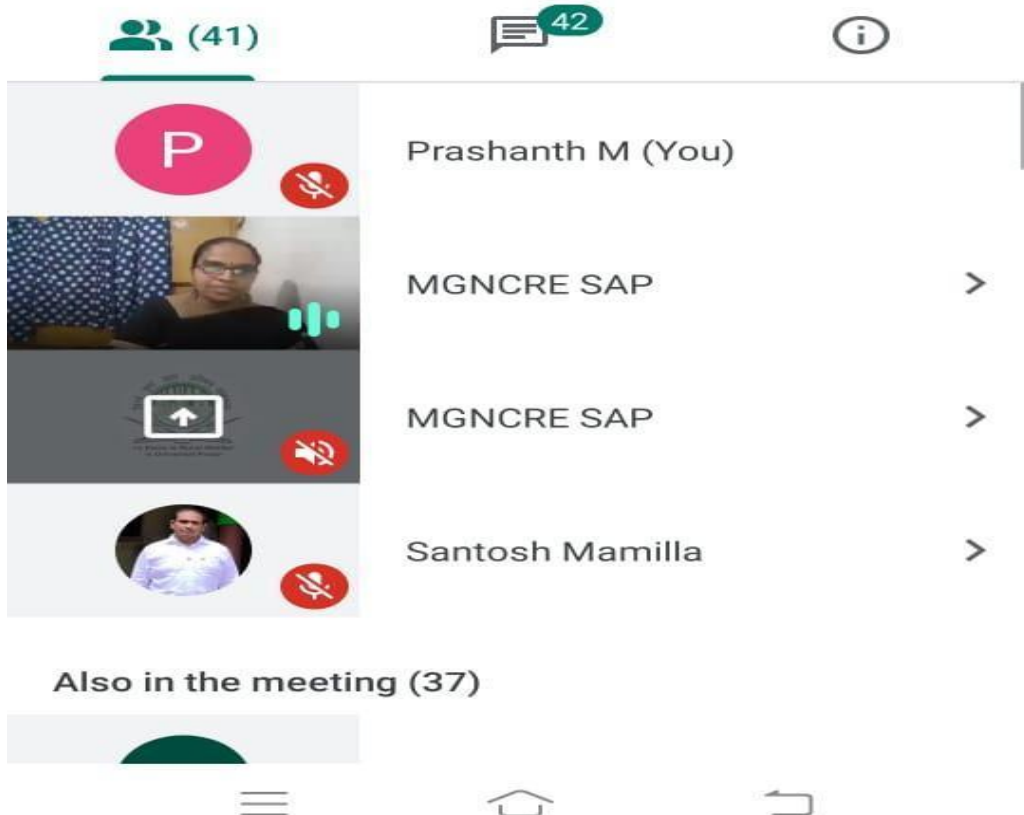 (41)
42
P
Prashanth M (You)
MGNCRE SAP
MGNCRE SAP
Santosh Mamilla
Also in the meeting (37)